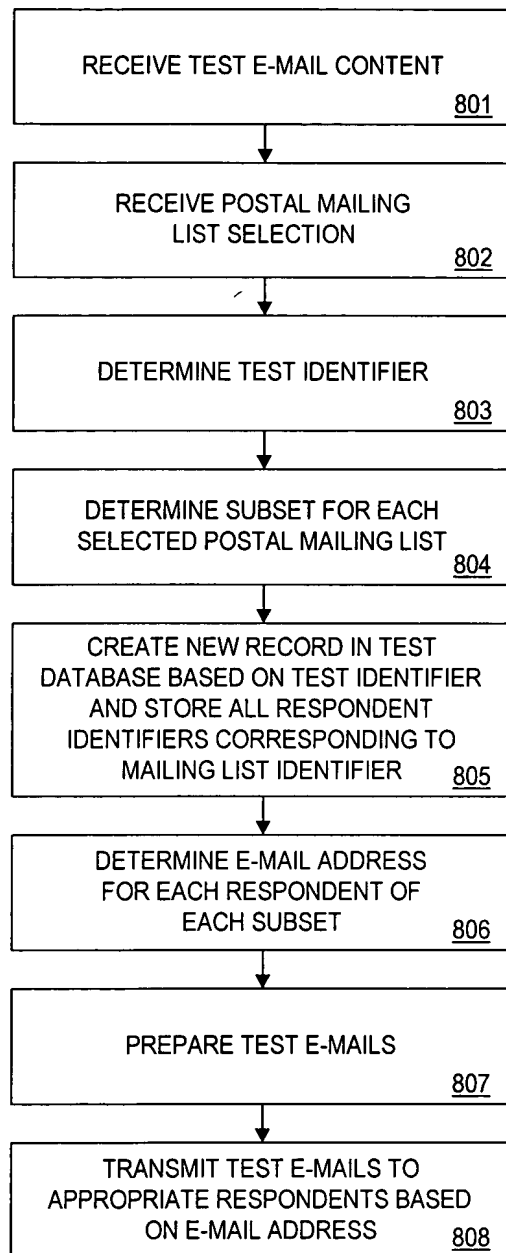 RECEIVE TEST E-MAIL CONTENT
801
RECEIVE POSTAL MAILING
LIST SELECTION
802
DETERMINE TEST IDENTIFIER
803
DETERMINE SUBSET FOR EACH
SELECTED POSTAL MAILING LIST
804
CREATE NEW RECORD IN TEST
DATABASE BASED ON TEST IDENTIFIER
AND STORE ALL RESPONDENT
IDENTIFIERS CORRESPONDING TO
MAILING LIST IDENTIFIER
805
DETERMINE E-MAIL ADDRESS
FOR EACH RESPONDENT OF
EACH SUBSET
806
PREPARE TEST E-MAILS
807
TRANSMIT TEST E-MAILS TO
APPROPRIATE RESPONDENTS BASED
ON E-MAIL ADDRESS
808